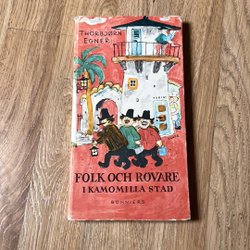 THORBJØRN
EGNER
FOLK OCH RÖVARE
I KAMOMILLA STAD
BONNIERS